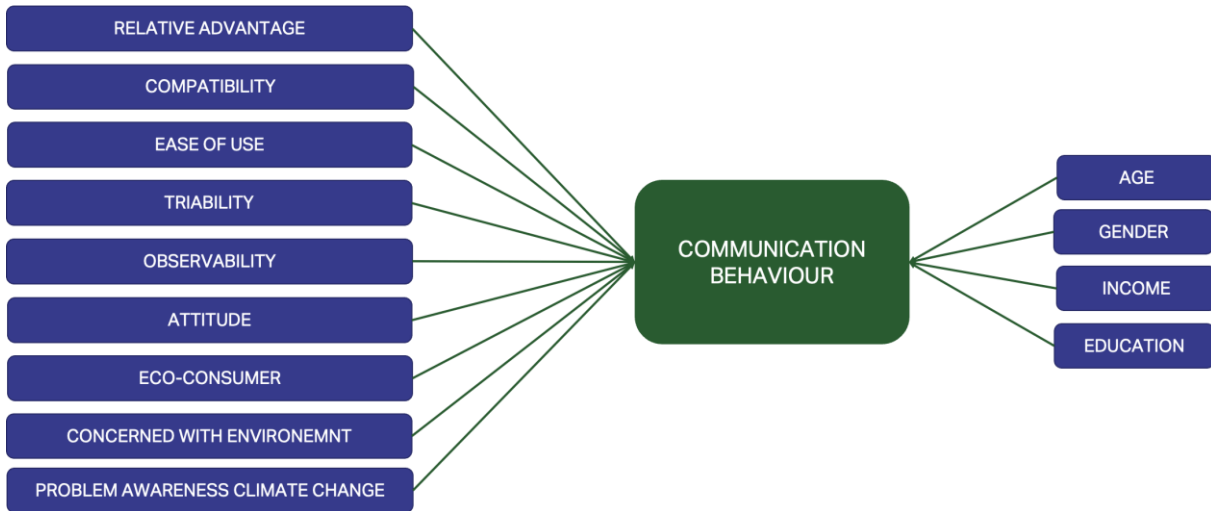 RELATIVE ADVANTAGE
COMPATIBILITY
EASE OF USE
TRIABILITY
OBSERVABILITY
ATTITUDE
ECO-CONSUMER
CONCERNED WITH ENVIRONEMNT
PROBLEM AWARENESS CLIMATE CHANGE
COMMUNICATION
BEHAVIOUR
AGE
GENDER
INCOME
EDUCATION